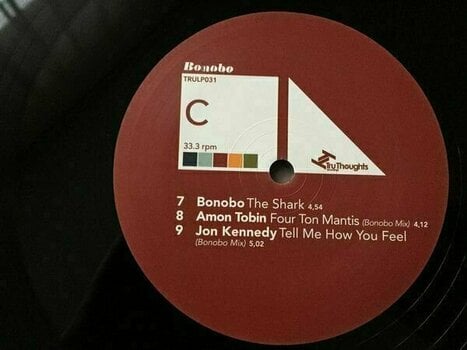 Bonobo
TRULP031
C
33.3 rpm
TruThoughts
7 Bonobo The Shark 4,54
8 Amon Tobin Four Ton Mantis (Bonobo Mix) 4,12
9 Jon Kennedy Tell Me How You Feel
(Bonobo Mix) 5,02